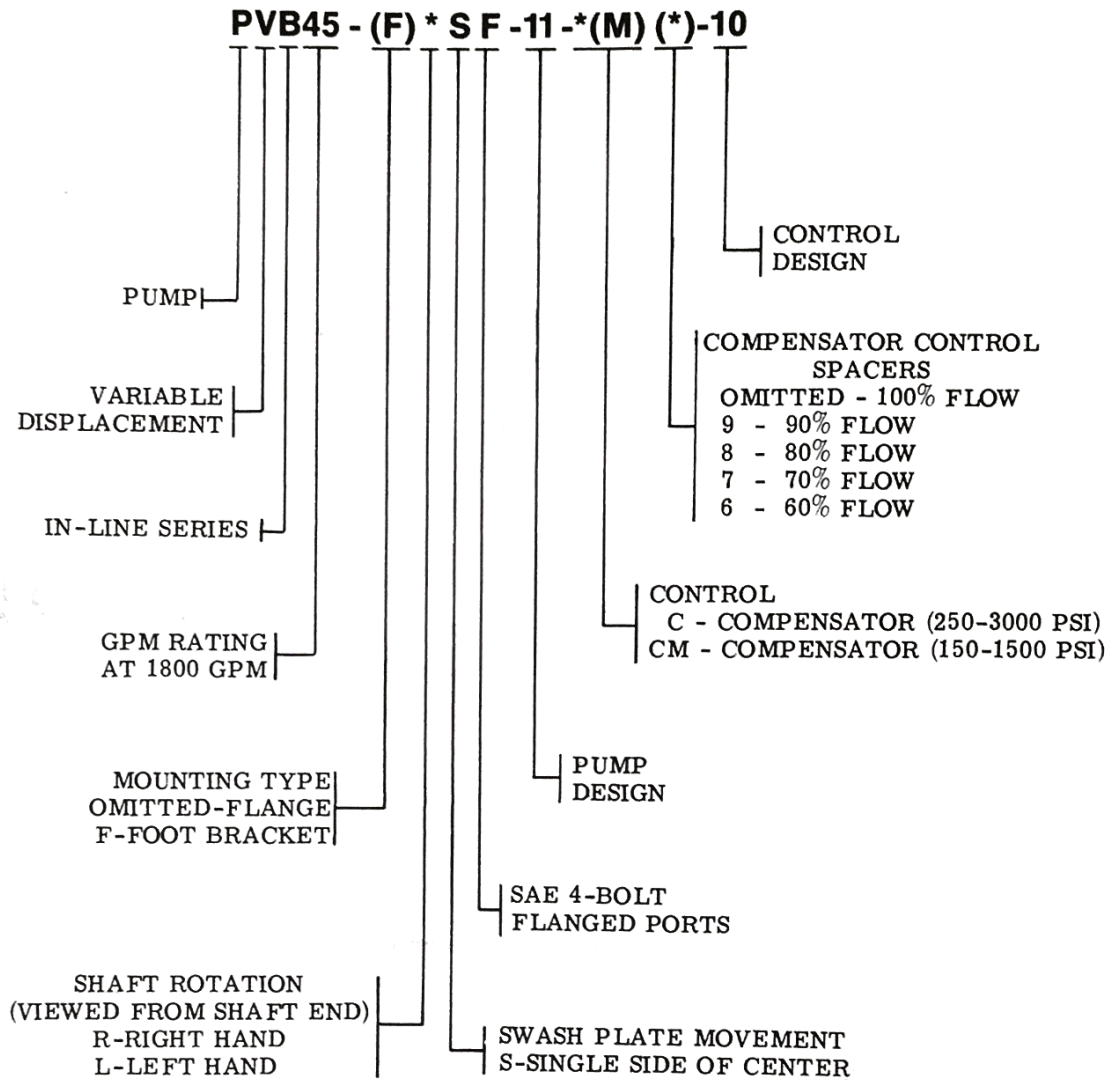 PVB45 - (F) * S F -11 -*(M) (*)-10
CONTROL
DESIGN
PUMP
COMPENSATOR CONTROL
SPACERS
OMITTED - 100% FLOW
9 - 90% FLOW
8 - 80% FLOW
7 - 70% FLOW
6 - 60% FLOW
VARIABLE
DISPLACEMENT
IN-LINE SERIES
CONTROL
C - COMPENSATOR (250-3000 PSI)
CM - COMPENSATOR (150-1500 PSI)
GPM RATING
AT 1800 GPM
PUMP
DESIGN
MOUNTING TYPE
OMITTED-FLANGE
F-FOOT BRACKET
SAE 4-BOLT
FLANGED PORTS
SHAFT ROTATION
(VIEWED FROM SHAFT END)
R-RIGHT HAND
L-LEFT HAND
SWASH PLATE MOVEMENT
S-SINGLE SIDE OF CENTER